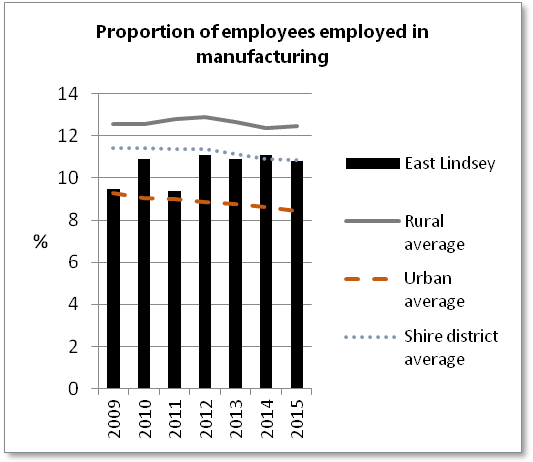 Proportion of employees employed in
manufacturing
14
12
10
8
6
4
2
0
%
2009
2010
2011
2012
2013
2014
2015
East Lindsey
Rural
average
Urban
average
Shire district
average